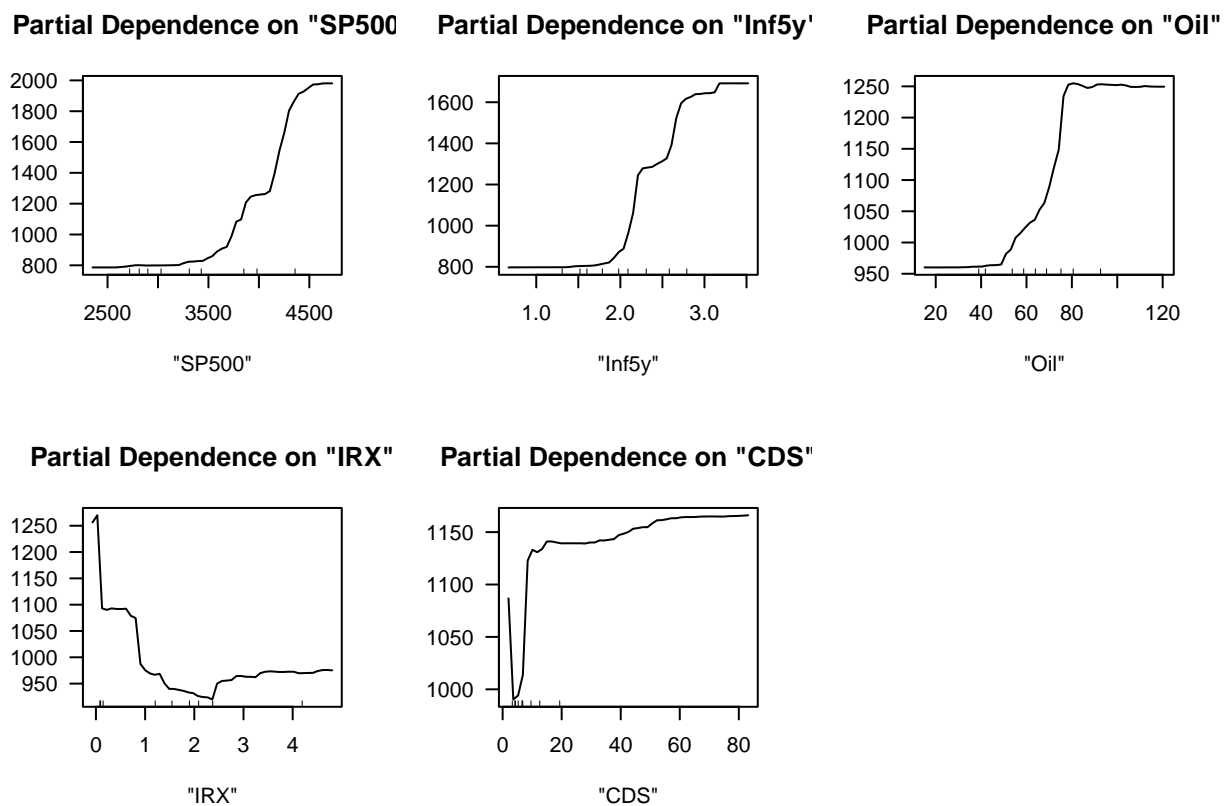 Partial Dependence on "SP500
2000
1800
1600
1400
1200
1000
800
2500 3500 4500
"SP500"
Partial Dependence on "Inf5y"
1600
1400
1200
1000
800
1.0 2.0 3.0
"Inf5y"
Partial Dependence on "Oil"
1250
1200
1150
1100
1050
1000
950
20 40 60 80 120
"Oil"
Partial Dependence on "IRX"
1250
1200
1150
1100
1050
1000
950
0 1 2 3 4
"IRX"
Partial Dependence on "CDS"
1150
1100
1050
1000
0 20 40 60 80
"CDS"